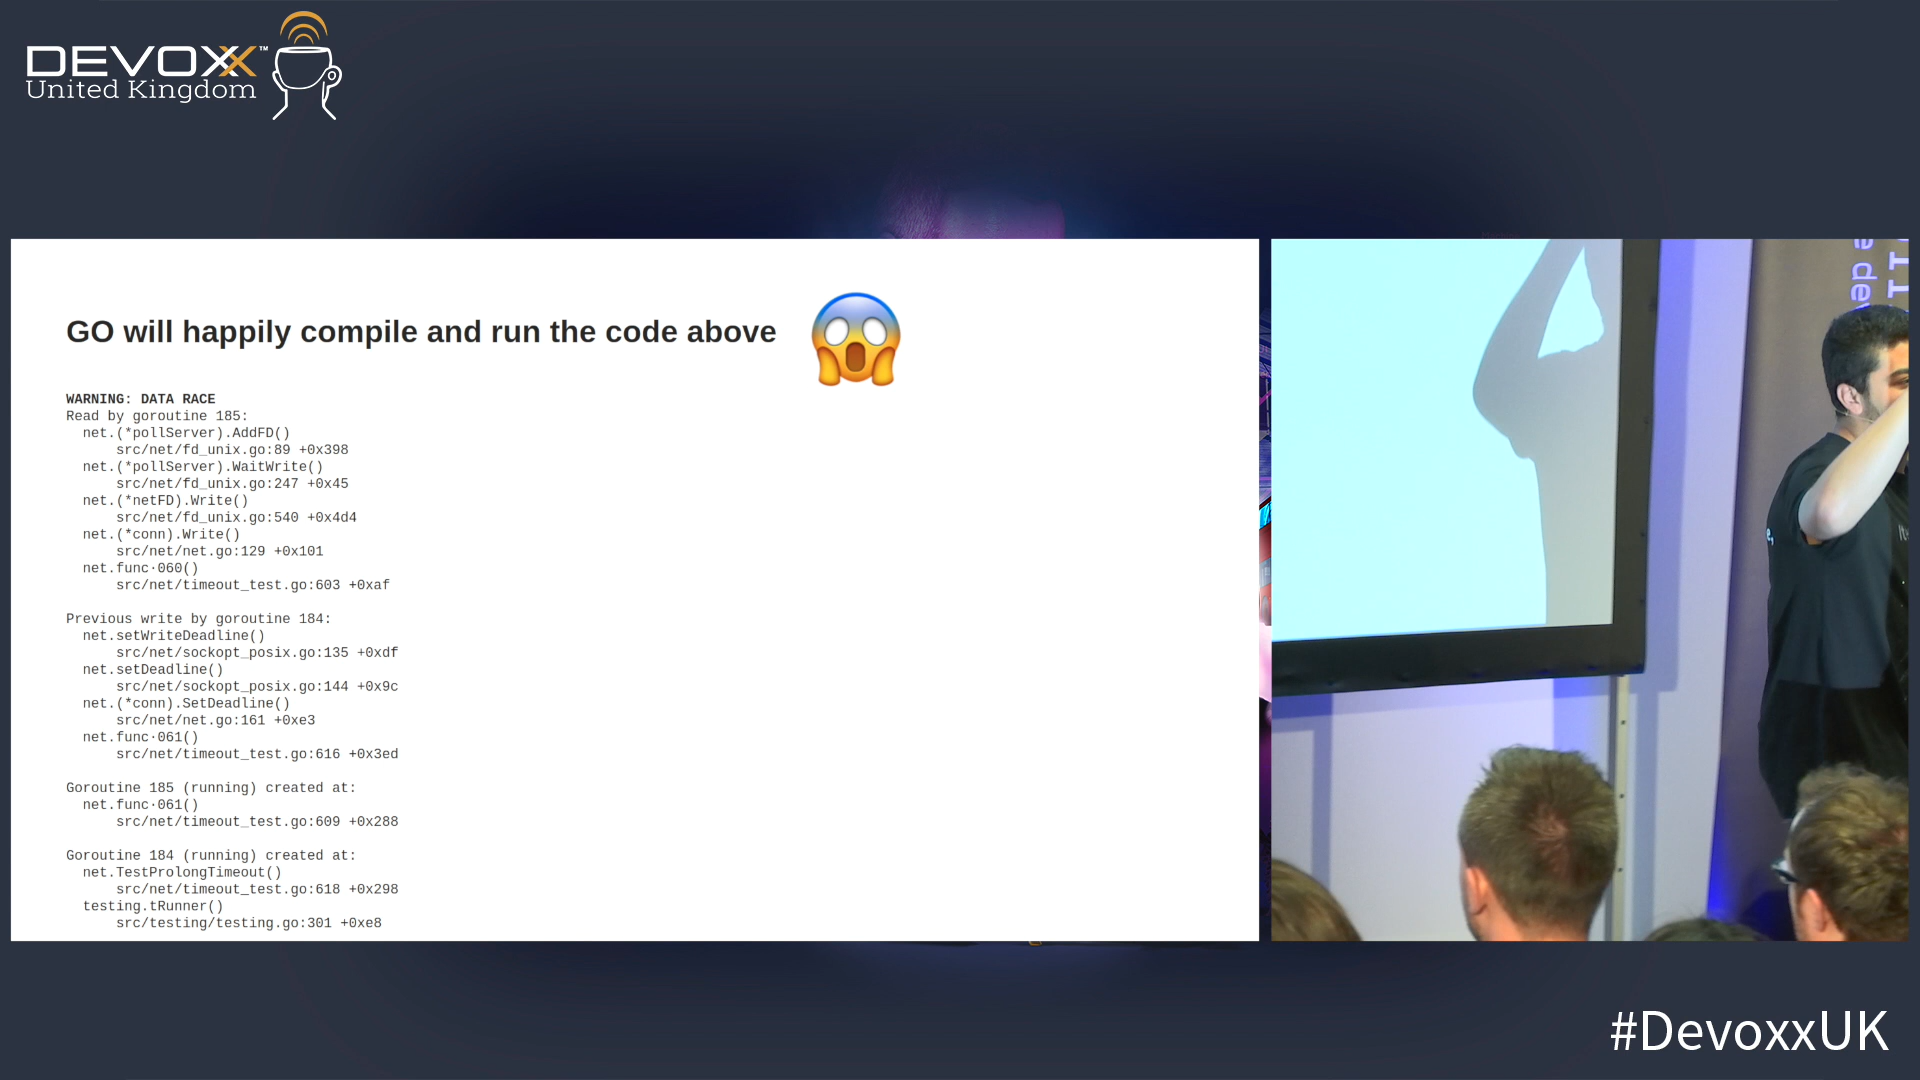 DEVOXX™
United Kingdom
GO will happily compile and run the code above
WARNING: DATA RACE
Read by goroutine 185:
net.(*pollServer).AddFD()
src/net/fd_unix.go:89 +0x398
net.(*pollServer).WaitWrite()
src/net/fd_unix.go:247 +0x45
net.(*netFD).Write()
src/net/fd_unix.go:540 +0x4d4
net.(*conn).Write()
src/net/net.go:129 +0x101
net.func·060()
src/net/timeout_test.go:603 +0xaf
Previous write by goroutine 184:
net.setWriteDeadline()
src/net/sockopt_posix.go:135 +0xdf
net.setDeadline()
src/net/sockopt_posix.go:144 +0x9c
net.(*conn).SetDeadline()
src/net/net.go:161 +0xe3
net.func·061()
src/net/timeout_test.go:616 +0x3ed
Goroutine 185 (running) created at:
net.func·061()
src/net/timeout_test.go:609 +0x288
Goroutine 184 (running) created at:
net.TestProlongTimeout()
src/net/timeout_test.go:618 +0x298
testing.tRunner()
src/testing/testing.go:301 +0xe8
#DevoxxUK